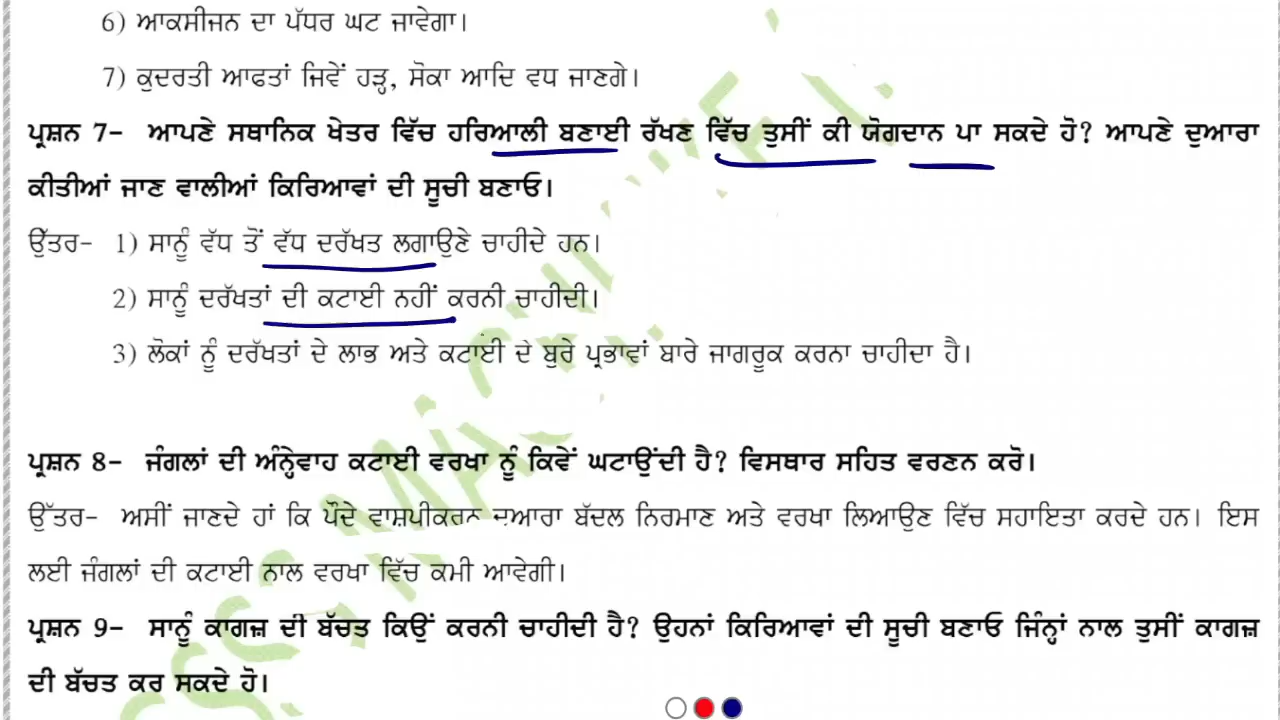 6) ਆਕਸੀਜਨ ਦਾ ਪੱਧਰ ਘਟ ਜਾਵੇਗਾ।
7) ਕੁਦਰਤੀ ਆਫਤਾਂ ਜਿਵੇਂ ਹੜ੍ਹ, ਸੋਕਾ ਆਦਿ ਵਧ ਜਾਣਗੇ।
ਪ੍ਰਸ਼ਨ 7- ਆਪਣੇ ਸਥਾਨਿਕ ਖੇਤਰ ਵਿੱਚ ਹਰਿਆਲੀ ਬਣਾਈ ਰੱਖਣ ਵਿੱਚ ਤੁਸੀਂ ਕੀ ਯੋਗਦਾਨ ਪਾ ਸਕਦੇ ਹੋ? ਆਪਣੇ ਦੁਆਰਾ
ਕੀਤੀਆਂ ਜਾਣ ਵਾਲੀਆਂ ਕਿਰਿਆਵਾਂ ਦੀ ਸੂਚੀ ਬਣਾਓ।
ਉੱਤਰ- 1) ਸਾਨੂੰ ਵੱਧ ਤੋਂ ਵੱਧ ਦਰੱਖਤ ਲਗਾਉਣੇ ਚਾਹੀਦੇ ਹਨ।
2) ਸਾਨੂੰ ਦਰੱਖਤਾਂ ਦੀ ਕਟਾਈ ਨਹੀਂ ਕਰਨੀ ਚਾਹੀਦੀ।
3) ਲੋਕਾਂ ਨੂੰ ਦਰੱਖਤਾਂ ਦੇ ਲਾਭ ਅਤੇ ਕਟਾਈ ਦੇ ਬੁਰੇ ਪ੍ਰਭਾਵਾਂ ਬਾਰੇ ਜਾਗਰੂਕ ਕਰਨਾ ਚਾਹੀਦਾ ਹੈ।
ਪ੍ਰਸ਼ਨ 8- ਜੰਗਲਾਂ ਦੀ ਅੰਨ੍ਹੇਵਾਹ ਕਟਾਈ ਵਰਖਾ ਨੂੰ ਕਿਵੇਂ ਘਟਾਉਂਦੀ ਹੈ? ਵਿਸਥਾਰ ਸਹਿਤ ਵਰਣਨ ਕਰੋ।
ਉੱਤਰ- ਅਸੀਂ ਜਾਣਦੇ ਹਾਂ ਕਿ ਪੌਦੇ ਵਾਸ਼ਪੀਕਰਨ ਦੁਆਰਾ ਬੱਦਲ ਨਿਰਮਾਣ ਅਤੇ ਵਰਖਾ ਲਿਆਉਣ ਵਿੱਚ ਸਹਾਇਤਾ ਕਰਦੇ ਹਨ। ਇਸ
ਲਈ ਜੰਗਲਾਂ ਦੀ ਕਟਾਈ ਨਾਲ ਵਰਖਾ ਵਿੱਚ ਕਮੀ ਆਵੇਗੀ।
ਪ੍ਰਸ਼ਨ 9- ਸਾਨੂੰ ਕਾਗਜ਼ ਦੀ ਬੱਚਤ ਕਿਉਂ ਕਰਨੀ ਚਾਹੀਦੀ ਹੈ? ਉਹਨਾਂ ਕਿਰਿਆਵਾਂ ਦੀ ਸੂਚੀ ਬਣਾਓ ਜਿੰਨ੍ਹਾਂ ਨਾਲ ਤੁਸੀਂ ਕਾਗਜ਼
ਦੀ ਬੱਚਤ ਕਰ ਸਕਦੇ ਹੋ।